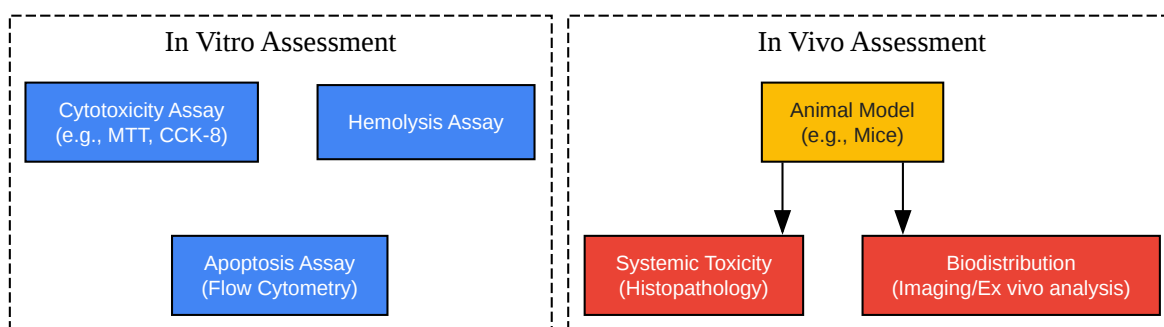 In Vitro Assessment
Cytotoxicity Assay
(e.g., MTT, CCK-8)
Hemolysis Assay
Apoptosis Assay
(Flow Cytometry)
In Vivo Assessment
Animal Model
(e.g., Mice)
Systemic Toxicity
(Histopathology)
Biodistribution
(Imaging/Ex vivo analysis)